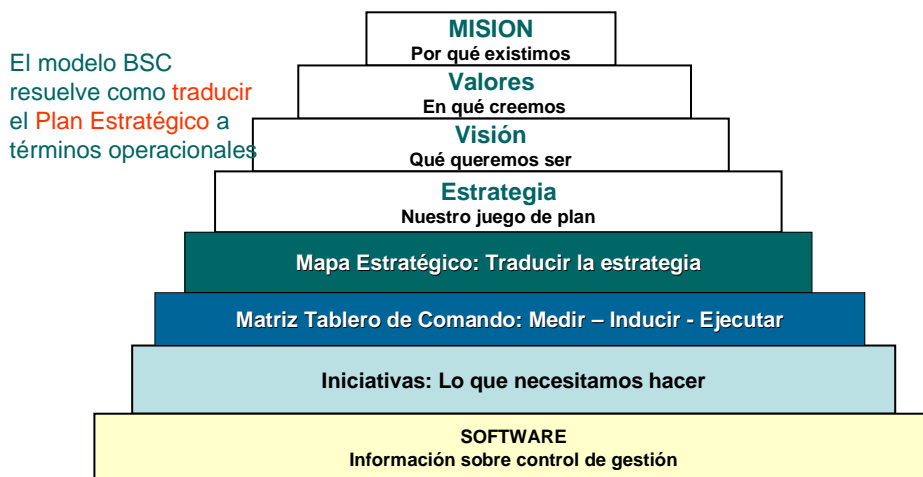 El modelo BSC
resuelve como traducir
el Plan Estratégico a
términos operacionales
MISION
Por qué existimos
Valores
En qué creemos
Visión
Qué queremos ser
Estrategia
Nuestro juego de plan
Mapa Estratégico: Traducir la estrategia
Matriz Tablero de Comando: Medir – Inducir - Ejecutar
Iniciativas: Lo que necesitamos hacer
SOFTWARE
Información sobre control de gestión